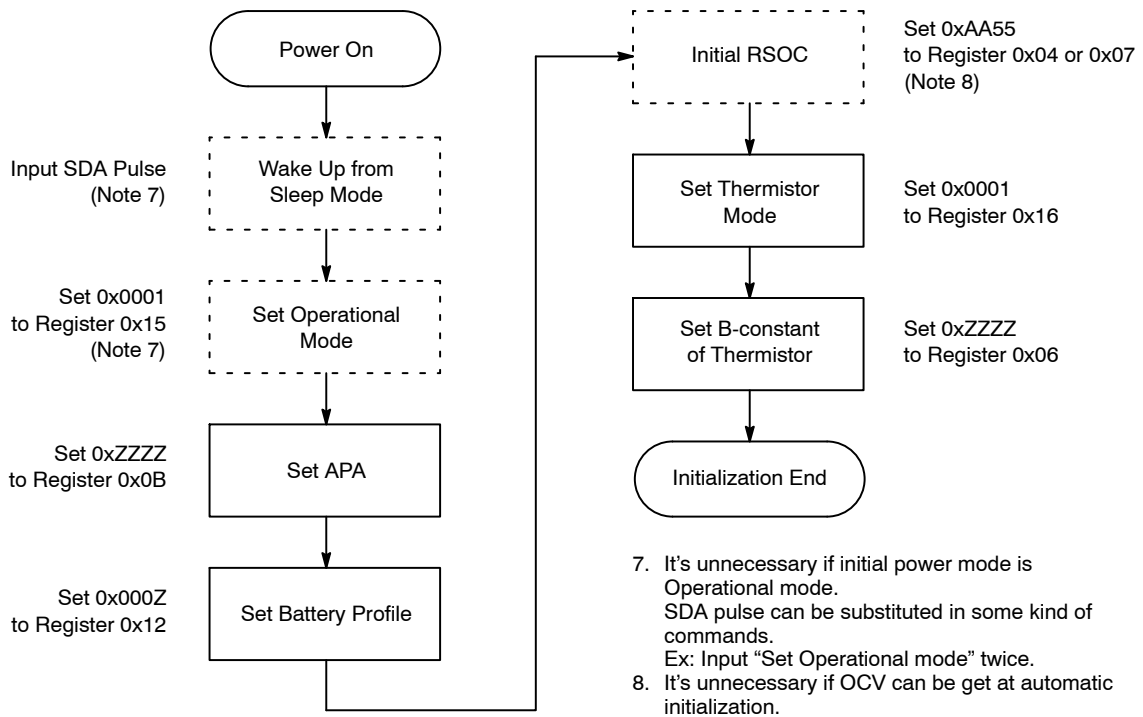 Power On
Input SDA Pulse
(Note 7)
Wake Up from
Sleep Mode
Set 0x0001
to Register 0x15
(Note 7)
Set Operational
Mode
Set 0xZZZZ
to Register 0x0B
Set APA
Set 0x000Z
to Register 0x12
Set Battery Profile
Initial RSOC
Set 0xAA55
to Register 0x04 or 0x07
(Note 8)
Set Thermistor
Mode
Set 0x0001
to Register 0x16
Set B-constant
of Thermistor
Set 0xZZZZ
to Register 0x06
Initialization End
7. It's unnecessary if initial power mode is
Operational mode.
SDA pulse can be substituted in some kind of
commands.
Ex: Input “Set Operational mode” twice.
8. It's unnecessary if OCV can be get at automatic
initialization.